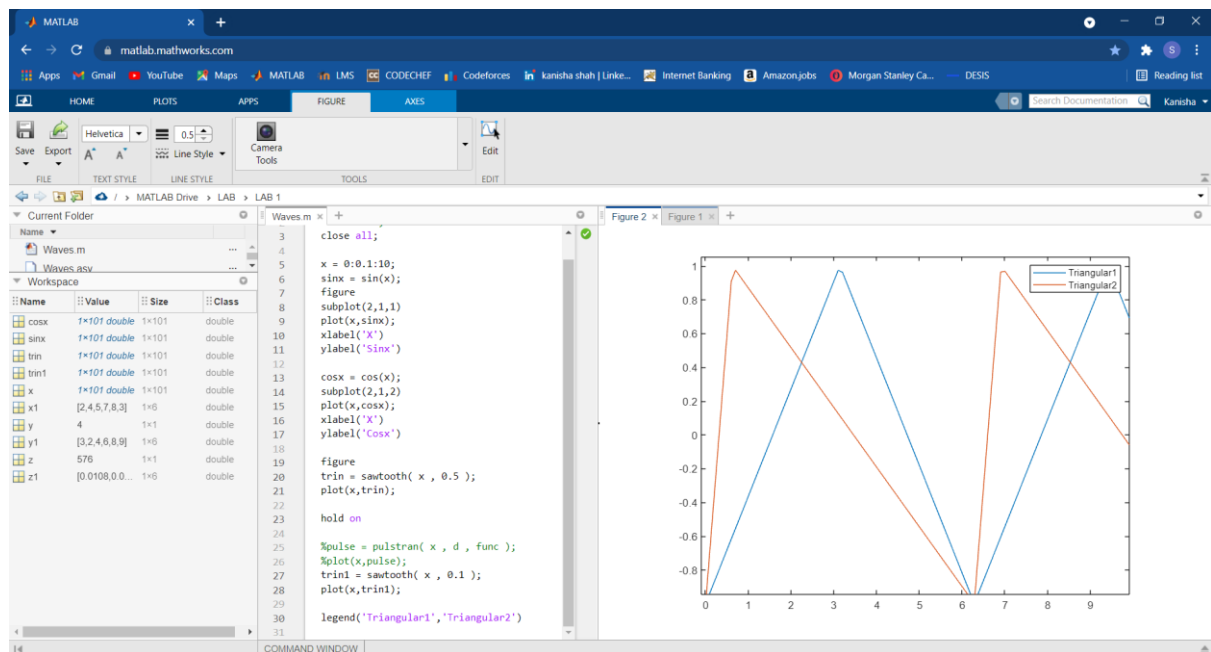 MATLAB
matlab.mathworks.com
Apps Gmail YouTube Maps MATLAB LMS CODECHEF Codeforces kanisha shah | Linke... Internet Banking Amazon.jobs Morgan Stanley Ca... DESIS Reading list
HOME PLOTS APPS FIGURE AXES Search Documentation Kanisha
Save Export Helvetica 0.5 Line Style Camera Tools Edit
FILE TEXT STYLE LINE STYLE TOOLS EDIT
/ › MATLAB Drive › LAB › LAB 1
Current Folder
Name
Waves.m
Waves.asv
Workspace
Name Value Size Class
cosx 1×101 double 1×101 double
sinx 1×101 double 1×101 double
trin 1×101 double 1×101 double
trin1 1×101 double 1×101 double
x 1×101 double 1×101 double
x1 [2,4,5,7,8,3] 1×6 double
y 4 1×1 double
y1 [3,2,4,6,8,9] 1×6 double
z 576 1×1 double
z1 [0.0108,0.0... 1×6 double
Waves.m
3 close all;
4
5 x = 0:0.1:10;
6 sinx = sin(x);
7 figure
8 subplot(2,1,1)
9 plot(x,sinx);
10 xlabel('X')
11 ylabel('Sinx')
12
13 cosx = cos(x);
14 subplot(2,1,2)
15 plot(x,cosx);
16 xlabel('X')
17 ylabel('Cosx')
18
19 figure
20 trin = sawtooth( x , 0.5 );
21 plot(x,trin);
22
23 hold on
24
25 %pulse = pulstran( x , d , func );
26 %plot(x,pulse);
27 trin1 = sawtooth( x , 0.1 );
28 plot(x,trin1);
29
30 legend('Triangular1','Triangular2')
31
COMMAND WINDOW
Figure 2 Figure 1
Triangular1
Triangular2
1
0.8
0.6
0.4
0.2
0
-0.2
-0.4
-0.6
-0.8
0 1 2 3 4 5 6 7 8 9